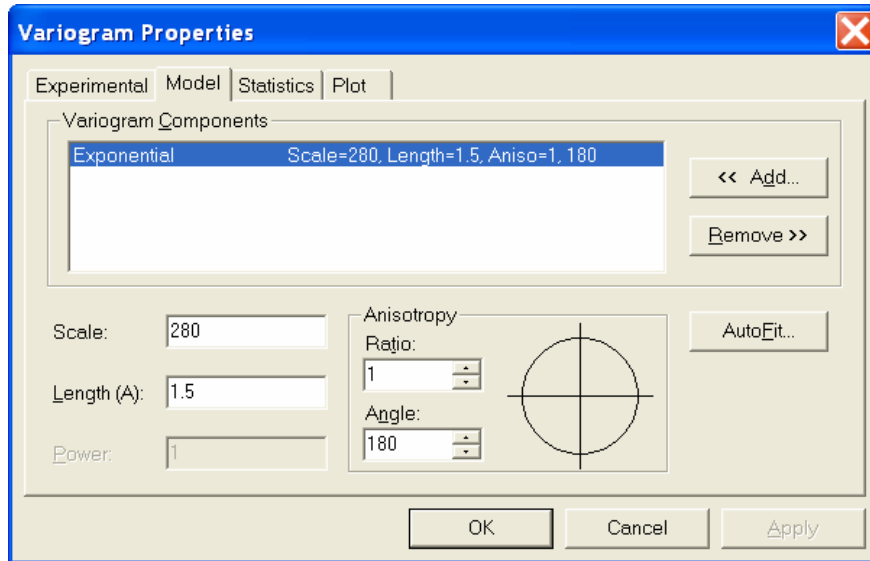 Variogram Properties
Experimental Model Statistics Plot
Variogram Components
Exponential Scale=280, Length=1.5, Aniso=1, 180
<< Add...
Remove >>
Scale: 280
Length (A): 1.5
Power: 1
Anisotropy
Ratio:
1
Angle:
180
AutoFit...
OK Cancel Apply